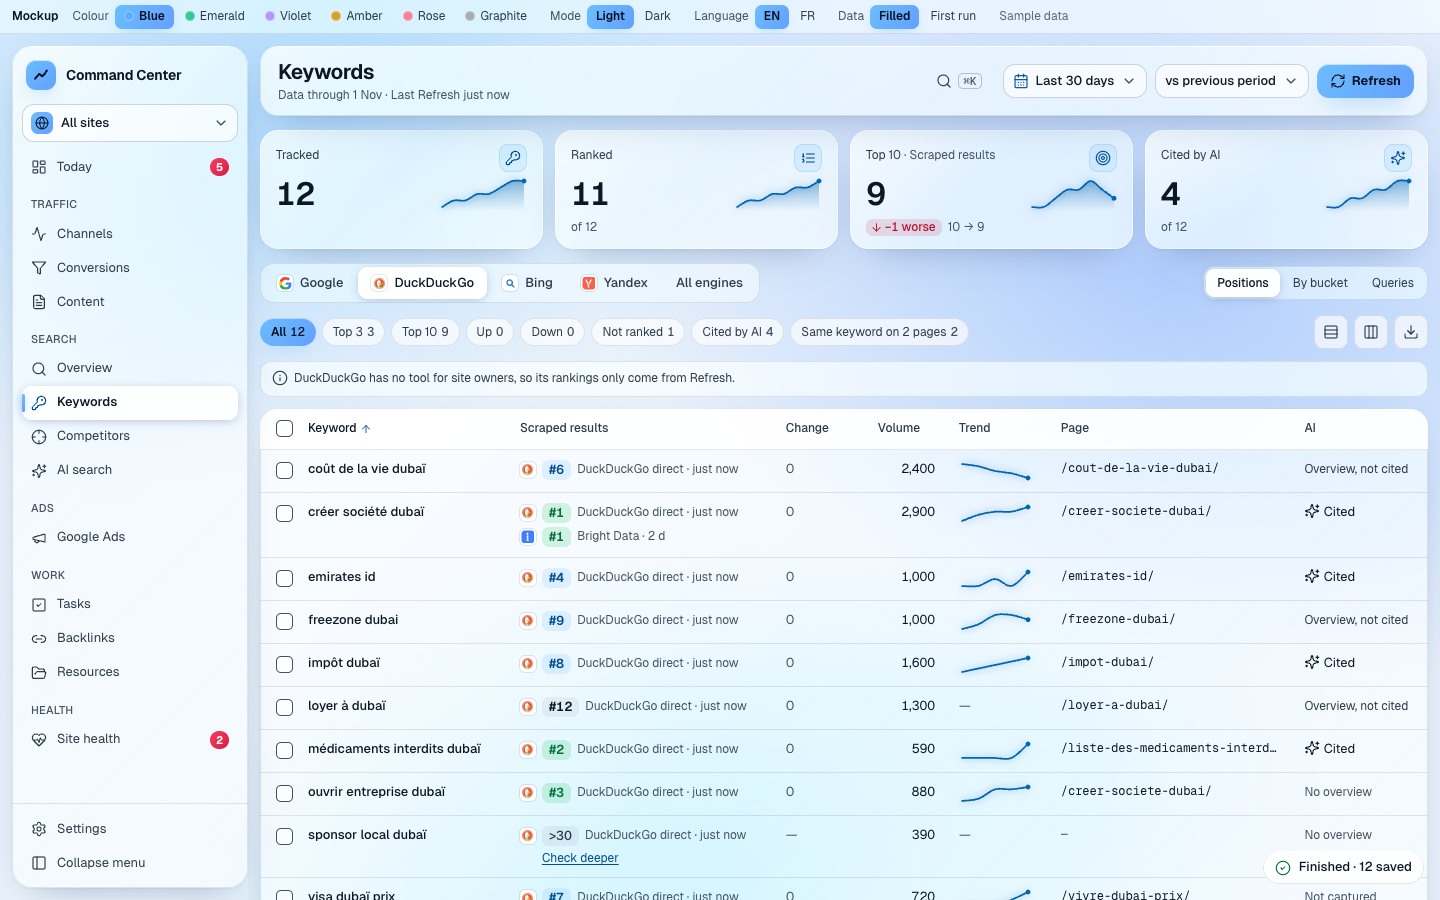 Mockup Colour Blue Emerald Violet Amber Rose Graphite Mode Light Dark Language EN FR Data Filled First run Sample data
Command Center
All sites
Today 5
TRAFFIC
Channels
Conversions
Content
SEARCH
Overview
Keywords
Competitors
AI search
ADS
Google Ads
WORK
Tasks
Backlinks
Resources
HEALTH
Site health 2
Settings
Collapse menu
Keywords
Data through 1 Nov · Last Refresh just now
⌘K Last 30 days vs previous period Refresh
Tracked
12
Ranked
11
of 12
Top 10 · Scraped results
9
↓ −1 worse 10 → 9
Cited by AI
4
of 12
Google DuckDuckGo Bing Yandex All engines
Positions By bucket Queries
All 12 Top 3 3 Top 10 9 Up 0 Down 0 Not ranked 1 Cited by AI 4 Same keyword on 2 pages 2
DuckDuckGo has no tool for site owners, so its rankings only come from Refresh.
Keyword ↑ Scraped results Change Volume Trend Page AI
coût de la vie dubaï #6 DuckDuckGo direct · just now 0 2,400 /cout-de-la-vie-dubai/ Overview, not cited
créer société dubaï #1 DuckDuckGo direct · just now 0 2,900 /creer-societe-dubai/ Cited
#1 Bright Data · 2 d
emirates id #4 DuckDuckGo direct · just now 0 1,000 /emirates-id/ Cited
freezone dubai #9 DuckDuckGo direct · just now 0 1,000 /freezone-dubai/ Overview, not cited
impôt dubaï #8 DuckDuckGo direct · just now 0 1,600 /impot-dubai/ Cited
loyer à dubaï #12 DuckDuckGo direct · just now 0 1,300 — /loyer-a-dubai/ Overview, not cited
médicaments interdits dubaï #2 DuckDuckGo direct · just now 0 590 /liste-des-medicaments-interd… Cited
ouvrir entreprise dubaï #3 DuckDuckGo direct · just now 0 880 /creer-societe-dubai/ No overview
sponsor local dubaï >30 DuckDuckGo direct · just now — 390 — – No overview
Check deeper
visa dubaï prix #7 DuckDuckGo direct · just now 0 720 /vivre-dubai-prix/ Not captured
Finished · 12 saved